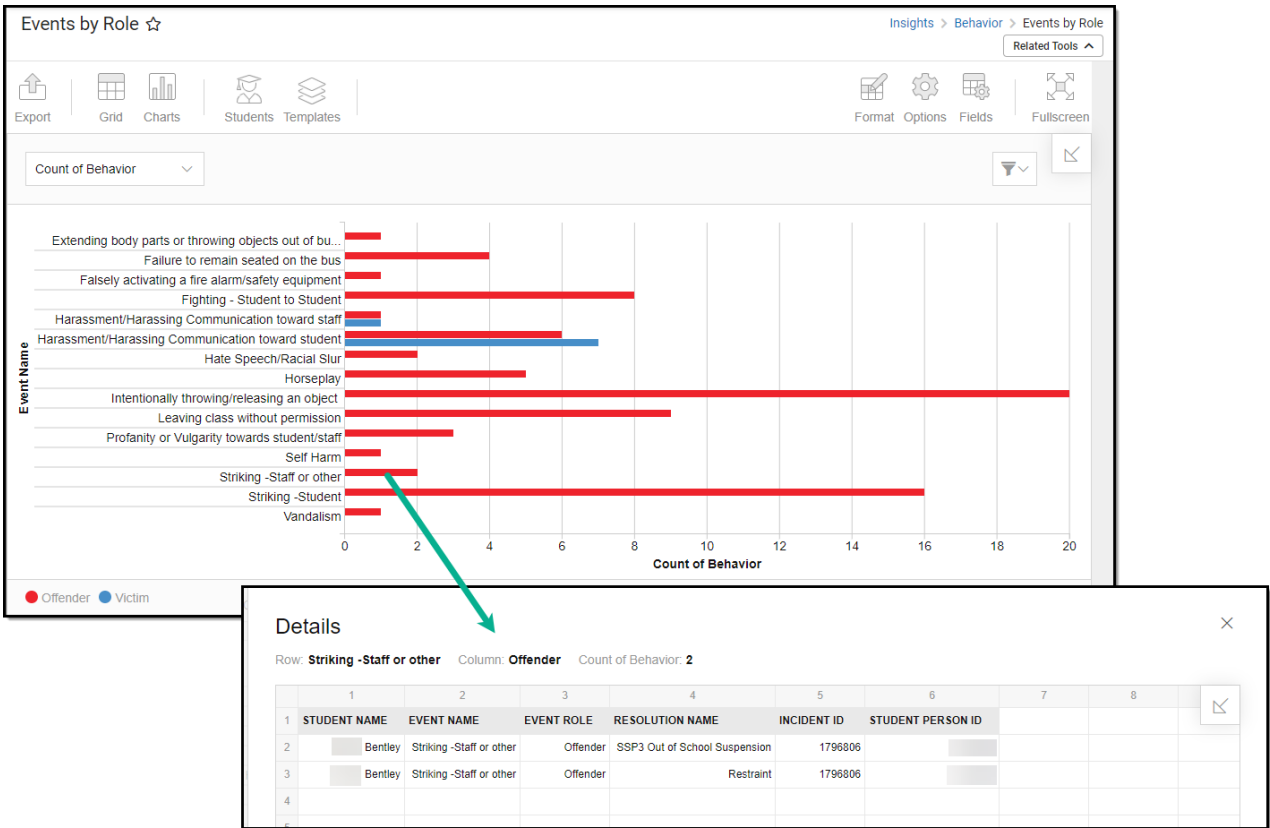 Events by Role
Insights > Behavior > Events by Role
Related Tools
Export
Grid
Charts
Students
Templates
Format
Options
Fields
Fullscreen
Count of Behavior
Event Name
Extending body parts or throwing objects out of bu...
Failure to remain seated on the bus
Falsely activating a fire alarm/safety equipment
Fighting - Student to Student
Harassment/Harassing Communication toward staff
Harassment/Harassing Communication toward student
Hate Speech/Racial Slur
Horseplay
Intentionally throwing/releasing an object
Leaving class without permission
Profanity or Vulgarity towards student/staff
Self Harm
Striking -Staff or other
Striking -Student
Vandalism
0 2 4 6 8 10 12 14 16 18 20
Count of Behavior
Offender Victim
Details
Row: Striking -Staff or other Column: Offender Count of Behavior: 2
1 2 3 4 5 6 7 8
1 STUDENT NAME EVENT NAME EVENT ROLE RESOLUTION NAME INCIDENT ID STUDENT PERSON ID
2 Bentley Striking -Staff or other Offender SSP3 Out of School Suspension 1796806
3 Bentley Striking -Staff or other Offender Restraint 1796806
4